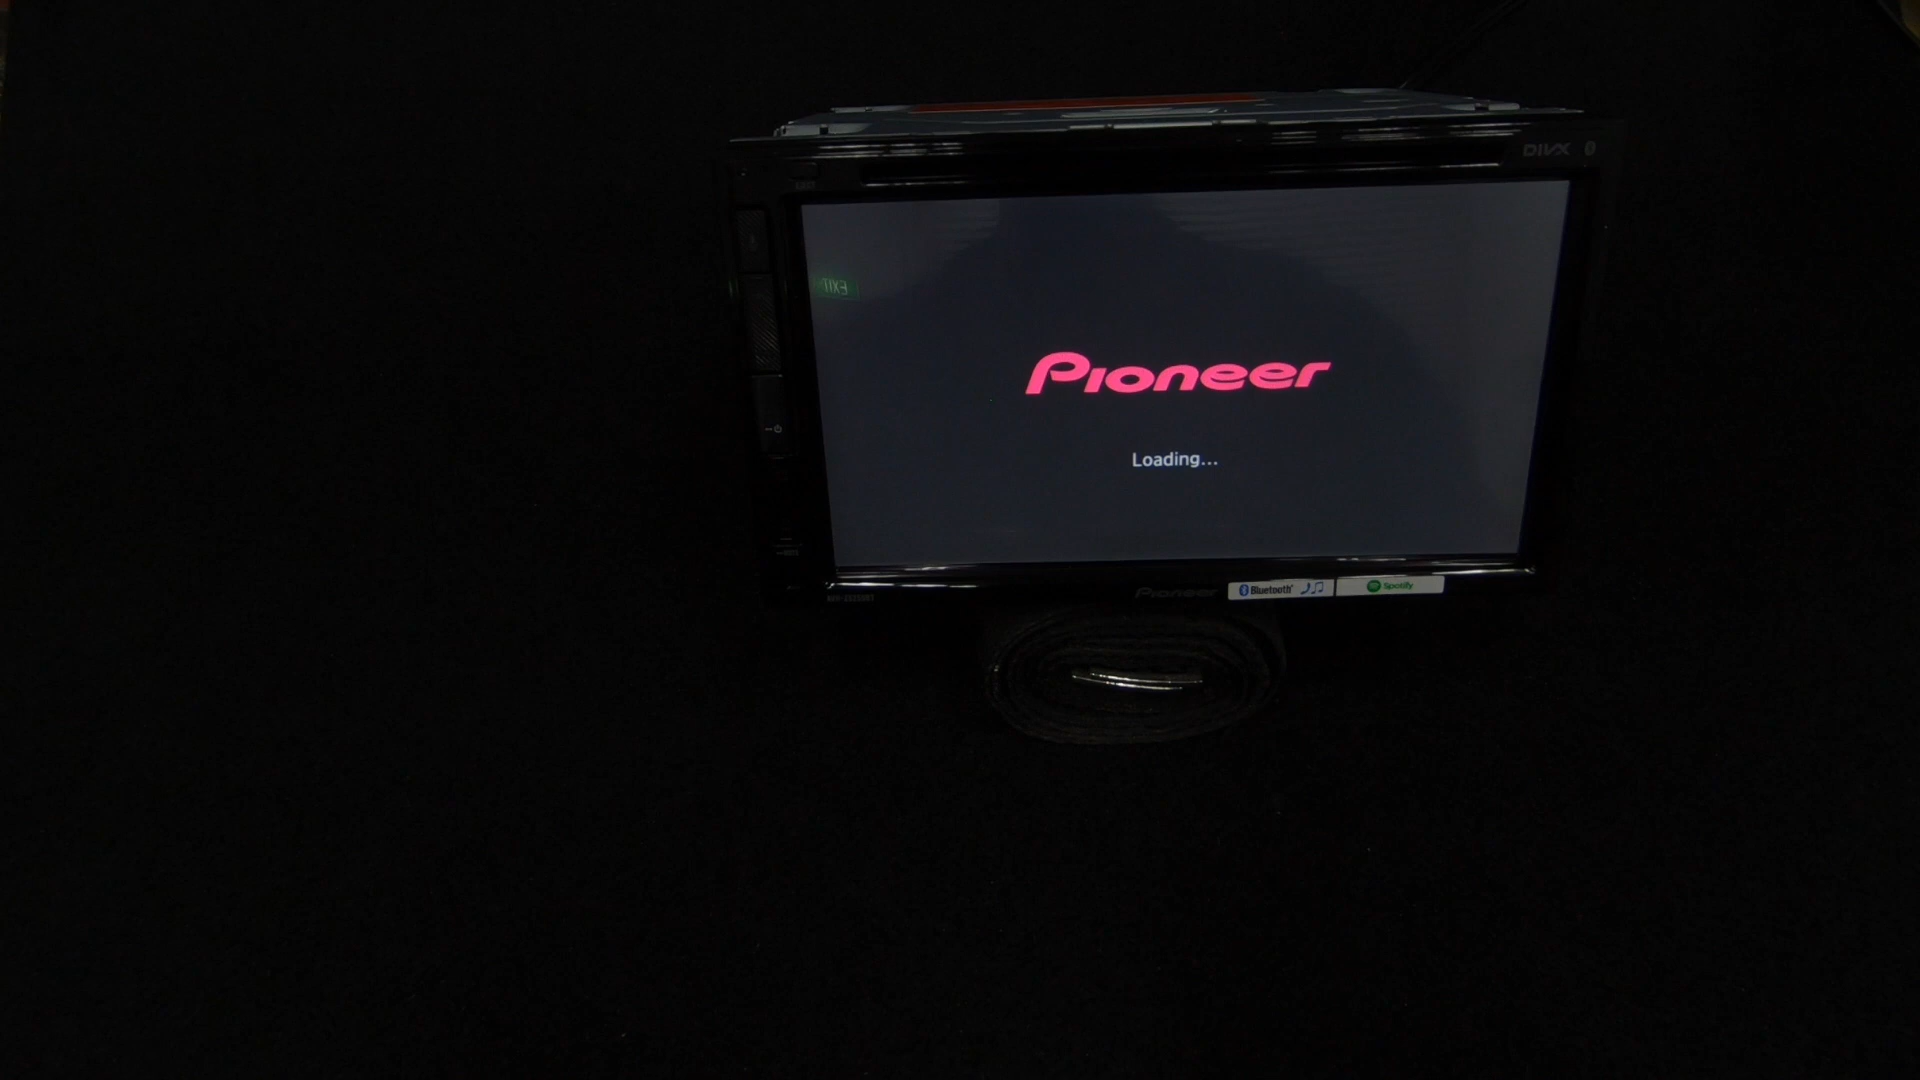 DIVX
EXIT
Pioneer
Loading...
Pioneer
Bluetooth
Spotify